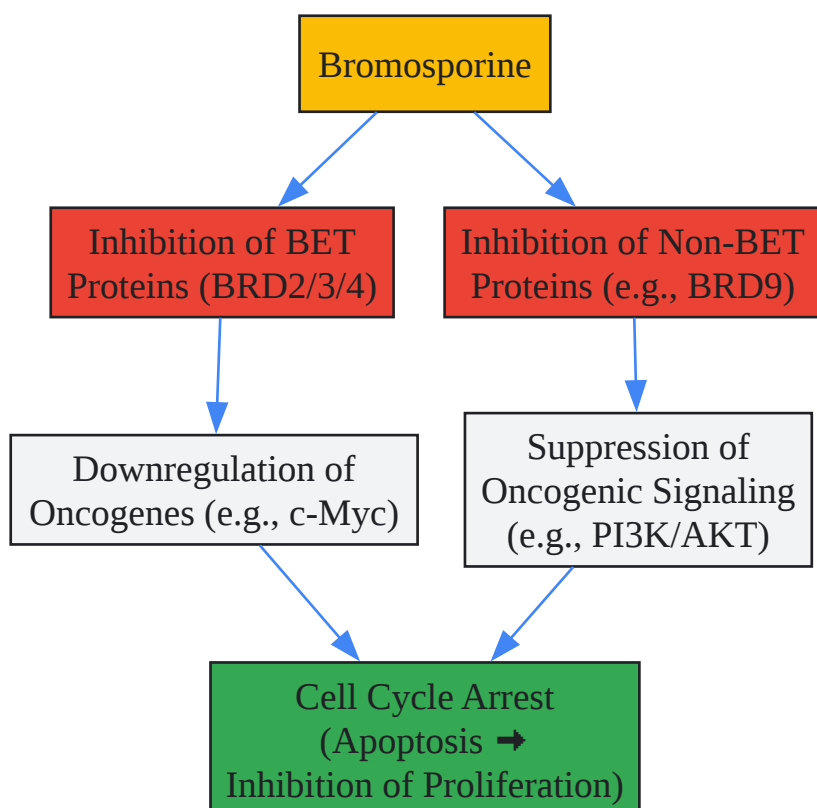 Bromosporine
Inhibition of BET
Proteins (BRD2/3/4)
Inhibition of Non-BET
Proteins (e.g., BRD9)
Downregulation of
Oncogenes (e.g., c-Myc)
Suppression of
Oncogenic Signaling
(e.g., PI3K/AKT)
Cell Cycle Arrest
(Apoptosis ➞
Inhibition of Proliferation)